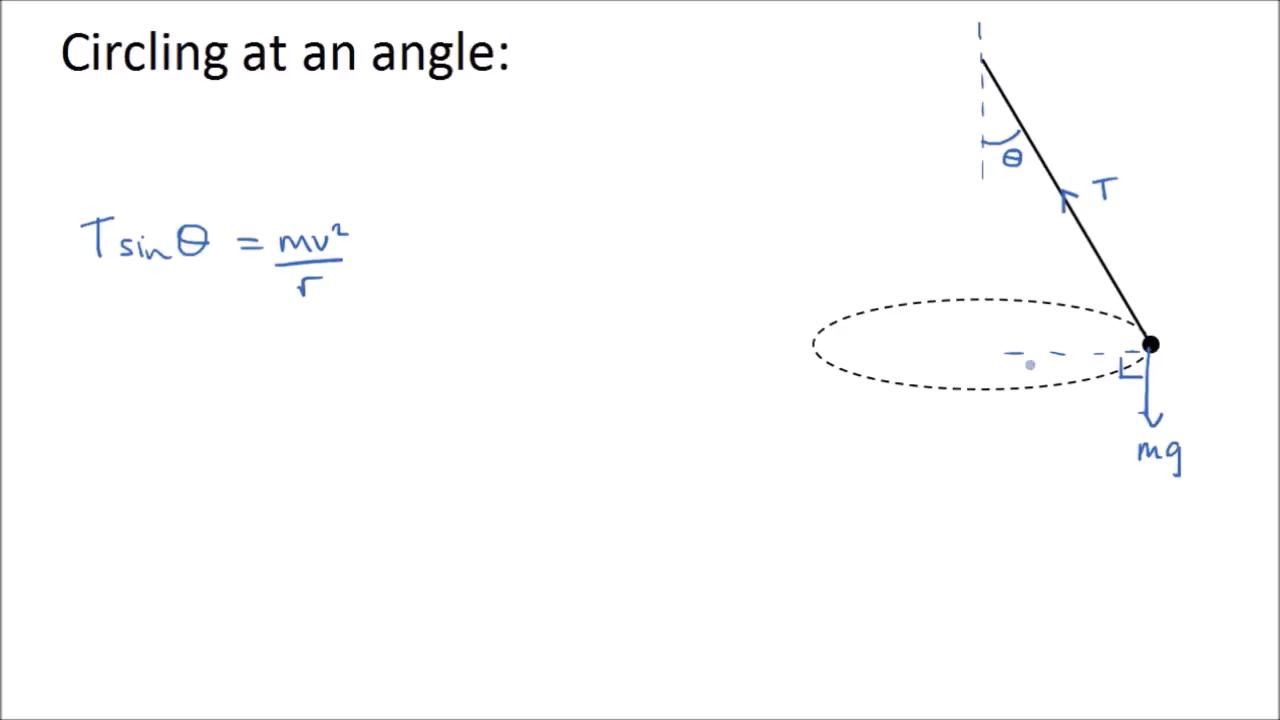 Circling at an angle:
θ
T
T sin θ = mv²
r
mg